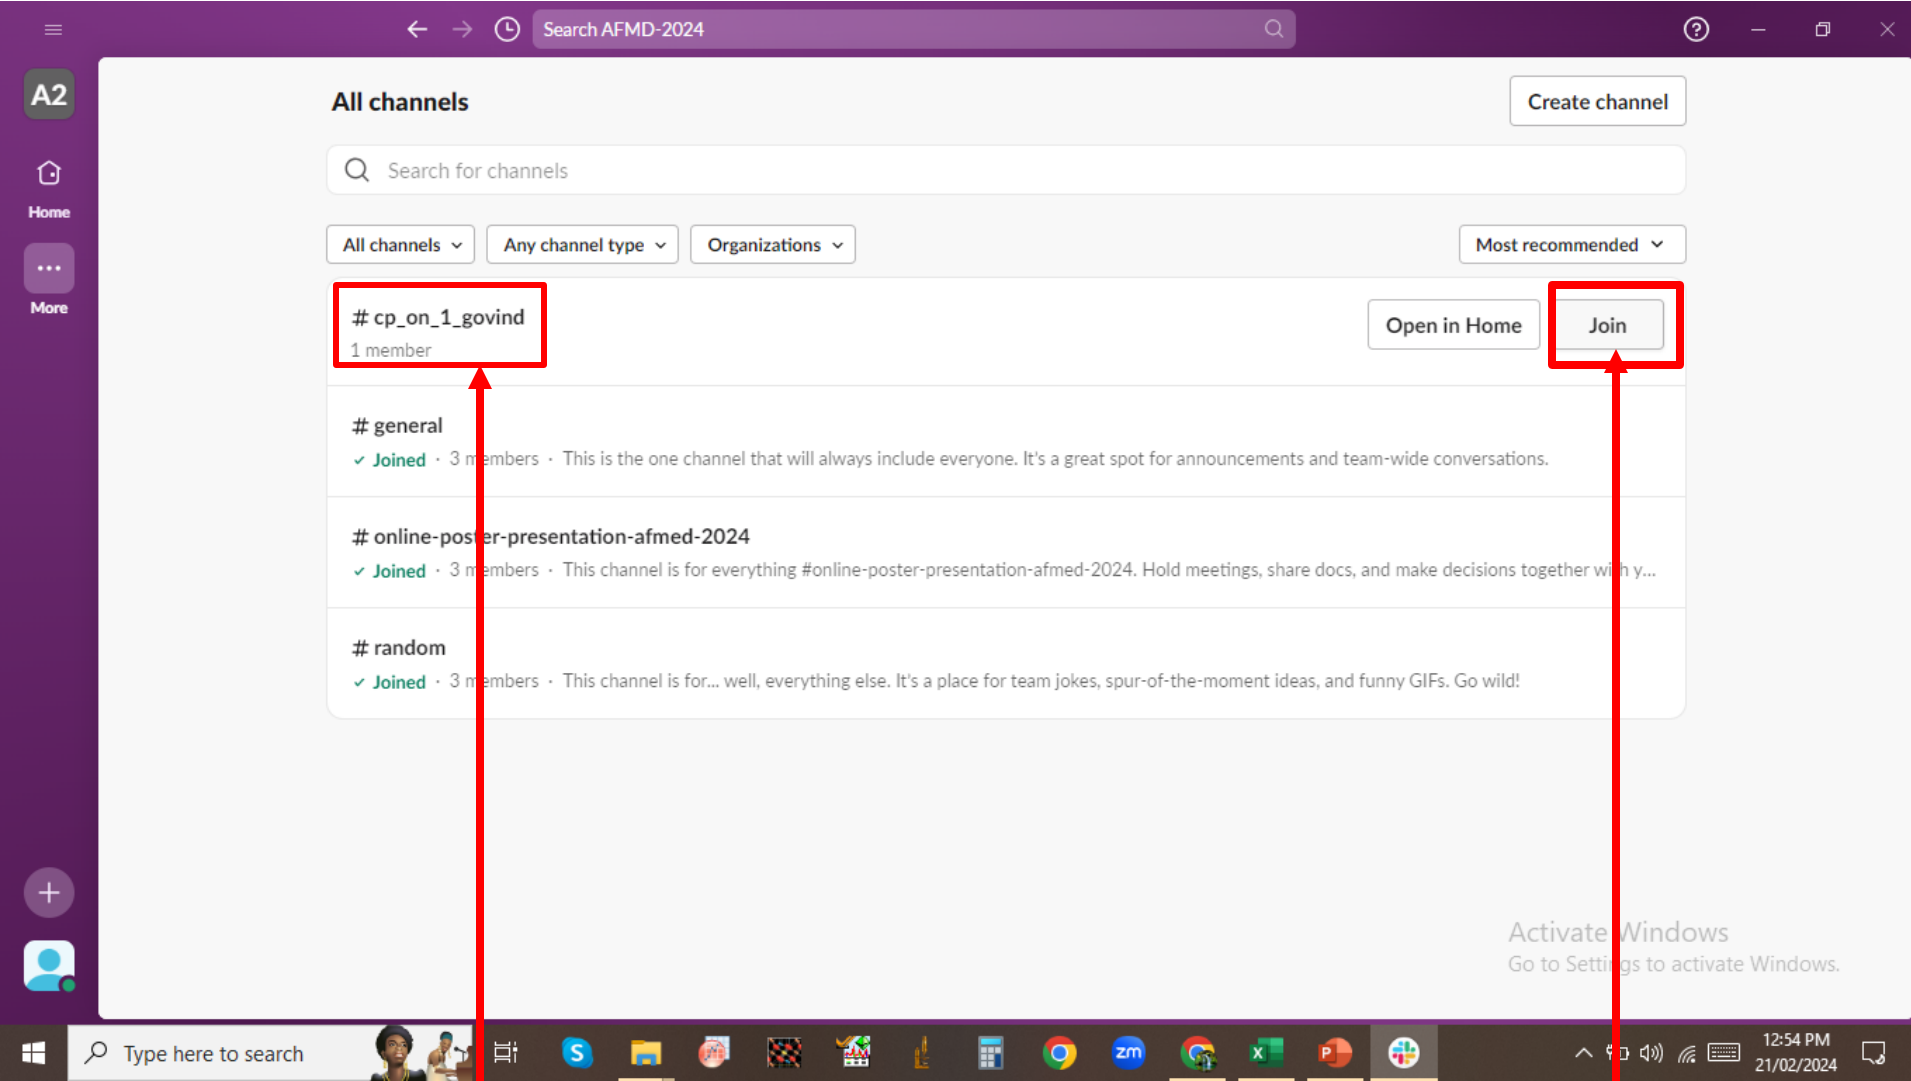 Search AFMD-2024
A2
Home
More
All channels
Create channel
Search for channels
All channels
Any channel type
Organizations
Most recommended
# cp_on_1_govind
1 member
Open in Home
Join
# general
✓ Joined · 3 members · This is the one channel that will always include everyone. It's a great spot for announcements and team-wide conversations.
# online-poster-presentation-afmed-2024
✓ Joined · 3 members · This channel is for everything #online-poster-presentation-afmed-2024. Hold meetings, share docs, and make decisions together with y...
# random
✓ Joined · 3 members · This channel is for... well, everything else. It's a place for team jokes, spur-of-the-moment ideas, and funny GIFs. Go wild!
Activate Windows
Go to Settings to activate Windows.
Type here to search
S
zm
X
P
12:54 PM
21/02/2024